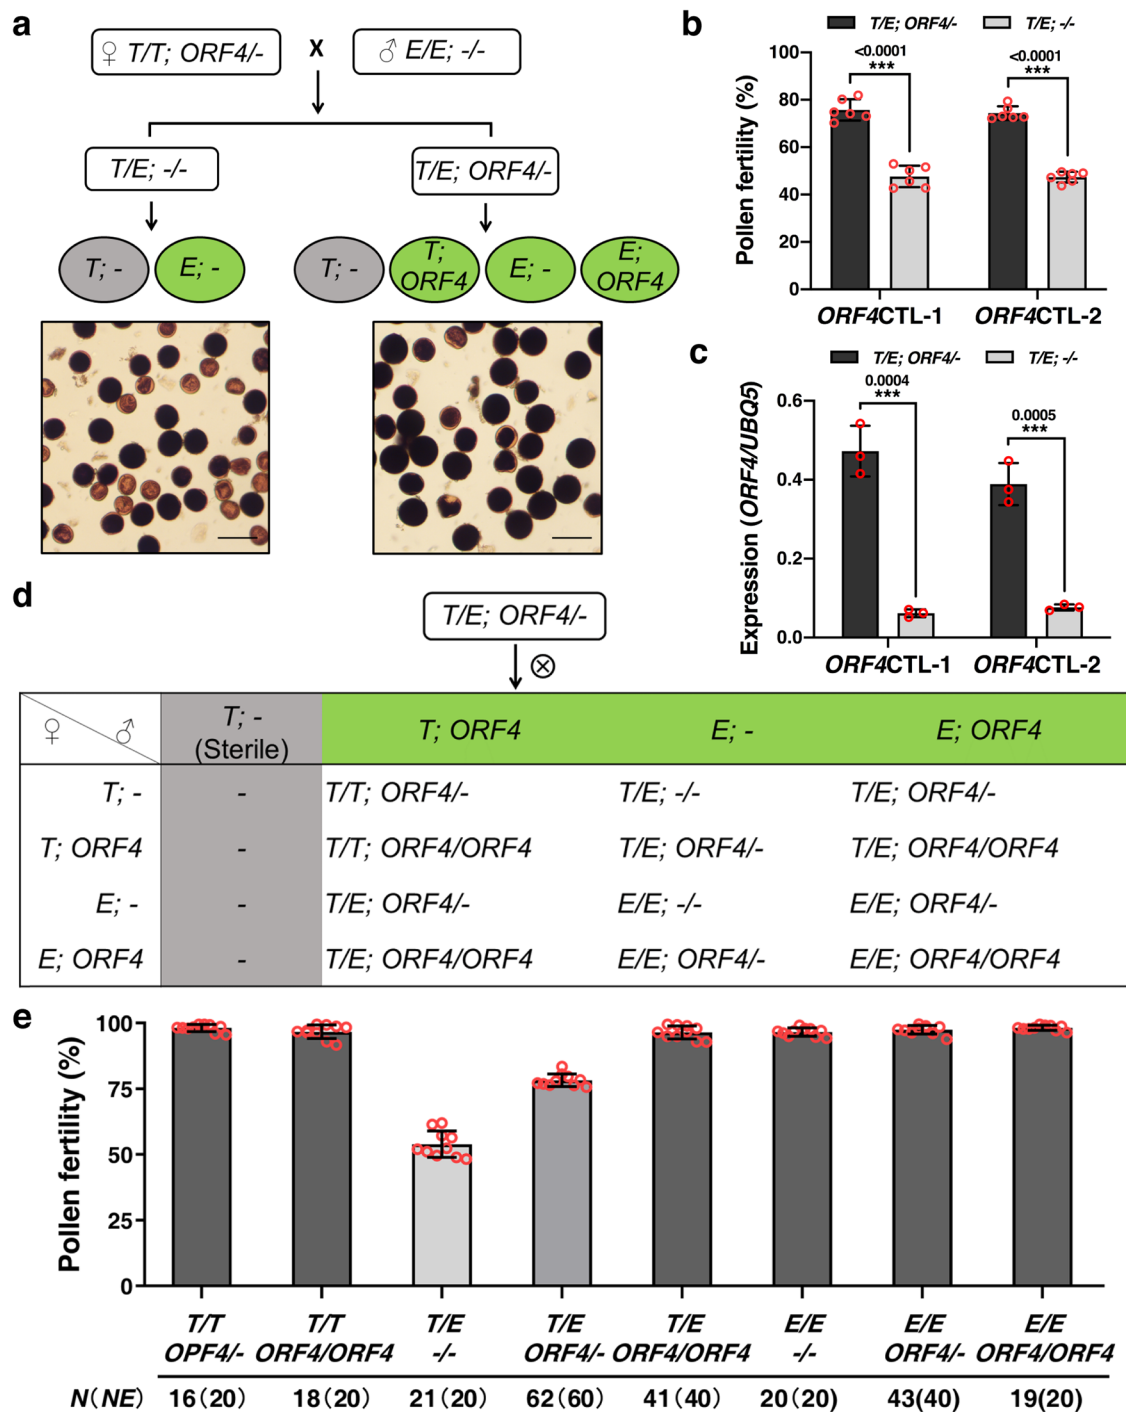 a
♀ T/T; ORF4/-
X
♂ E/E; -/-
T/E; -/-
T/E; ORF4/-
T; -
E; -
T; -
T;
ORF4
E; -
E;
ORF4
b
T/E; ORF4/-
T/E; -/-
Pollen fertility (%)
100
80
60
40
20
0
<0.0001
***
<0.0001
***
ORF4CTL-1
ORF4CTL-2
c
T/E; ORF4/-
T/E; -/-
Expression (ORF4/UBQ5)
0.6
0.4
0.2
0.0
0.0004
***
0.0005
***
ORF4CTL-1
ORF4CTL-2
d
T/E; ORF4/-
⊗
♀ ♂ T; - (Sterile) T; ORF4 E; - E; ORF4
T; - - T/T; ORF4/- T/E; -/- T/E; ORF4/-
T; ORF4 - T/T; ORF4/ORF4 T/E; ORF4/- T/E; ORF4/ORF4
E; - - T/E; ORF4/- E/E; -/- E/E; ORF4/-
E; ORF4 - T/E; ORF4/ORF4 E/E; ORF4/- E/E; ORF4/ORF4
e
Pollen fertility (%)
100
75
50
25
0
T/T T/T T/E T/E T/E E/E E/E E/E
OPF4/- ORF4/ORF4 -/- ORF4/- ORF4/ORF4 -/- ORF4/- ORF4/ORF4
N(NE) 16(20) 18(20) 21(20) 62(60) 41(40) 20(20) 43(40) 19(20)